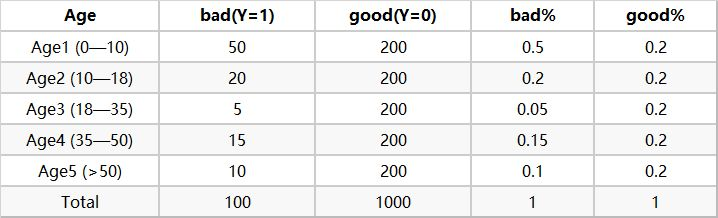 Age bad(Y=1) good(Y=0) bad% good%
Age1 (0—10) 50 200 0.5 0.2
Age2 (10—18) 20 200 0.2 0.2
Age3 (18—35) 5 200 0.05 0.2
Age4 (35—50) 15 200 0.15 0.2
Age5 (>50) 10 200 0.1 0.2
Total 100 1000 1 1